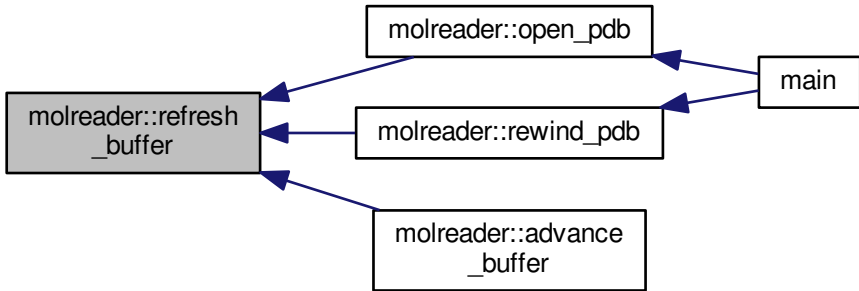 molreader::open_pdb
main
molreader::refresh
_buffer
molreader::rewind_pdb
molreader::advance
_buffer